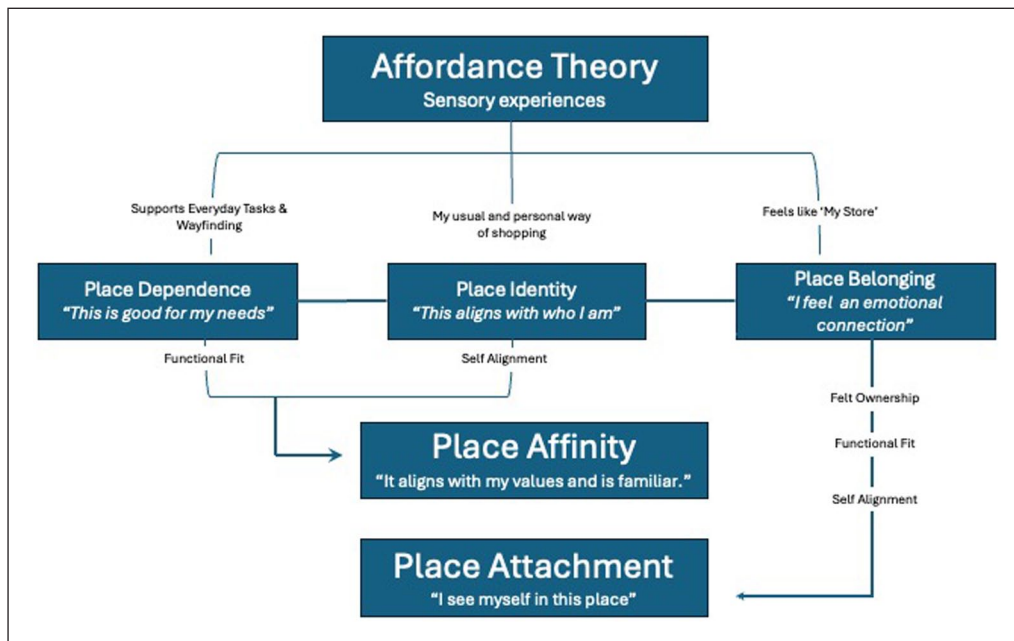 Affordance Theory
Sensory experiences
Supports Everyday Tasks &
Wayfinding
My usual and personal way
of shopping
Feels like ‘My Store’
Place Dependence
“This is good for my needs”
Place Identity
“This aligns with who I am”
Place Belonging
“I feel an emotional
connection”
Functional Fit
Self Alignment
Felt Ownership
Functional Fit
Self Alignment
Place Affinity
“It aligns with my values and is familiar.”
Place Attachment
“I see myself in this place”